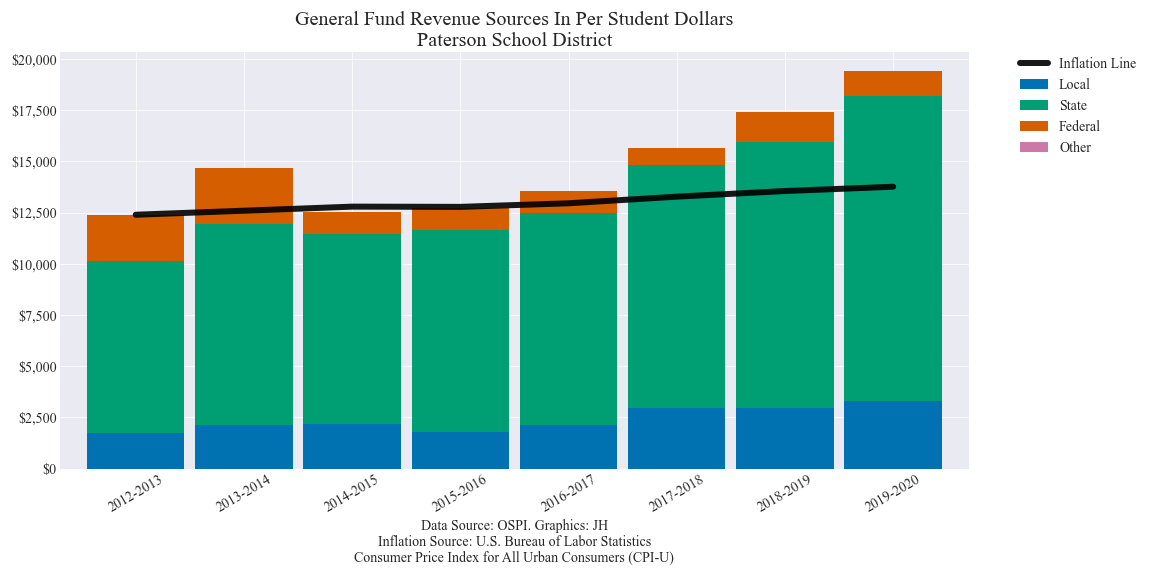 General Fund Revenue Sources In Per Student Dollars
Paterson School District
$20,000
$17,500
$15,000
$12,500
$10,000
$7,500
$5,000
$2,500
$0
Inflation Line
Local
State
Federal
Other
2012-2013
2013-2014
2014-2015
2015-2016
2016-2017
2017-2018
2018-2019
2019-2020
Data Source: OSPI. Graphics: JH
Inflation Source: U.S. Bureau of Labor Statistics
Consumer Price Index for All Urban Consumers (CPI-U)